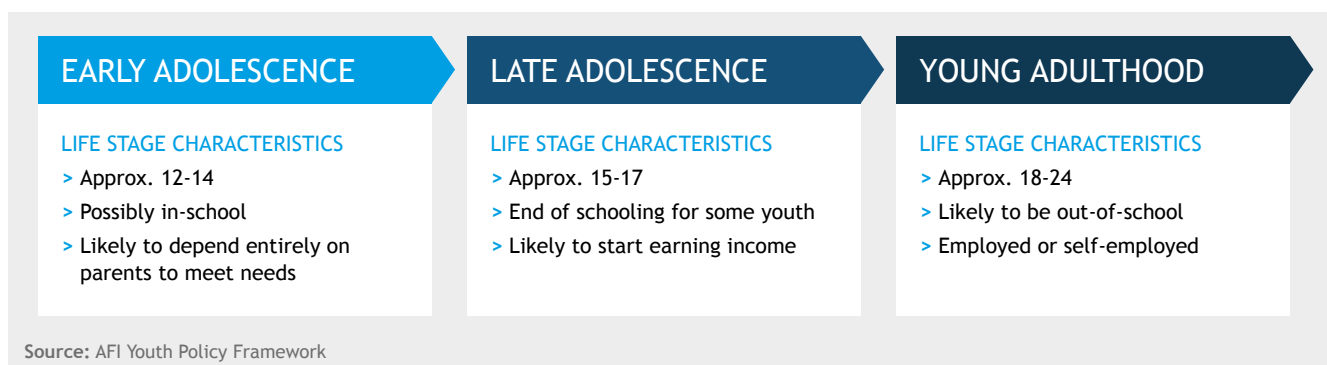 EARLY ADOLESCENCE
LIFE STAGE CHARACTERISTICS
> Approx. 12-14
> Possibly in-school
> Likely to depend entirely on
parents to meet needs
LATE ADOLESCENCE
LIFE STAGE CHARACTERISTICS
> Approx. 15-17
> End of schooling for some youth
> Likely to start earning income
YOUNG ADULTHOOD
LIFE STAGE CHARACTERISTICS
> Approx. 18-24
> Likely to be out-of-school
> Employed or self-employed
Source: AFI Youth Policy Framework